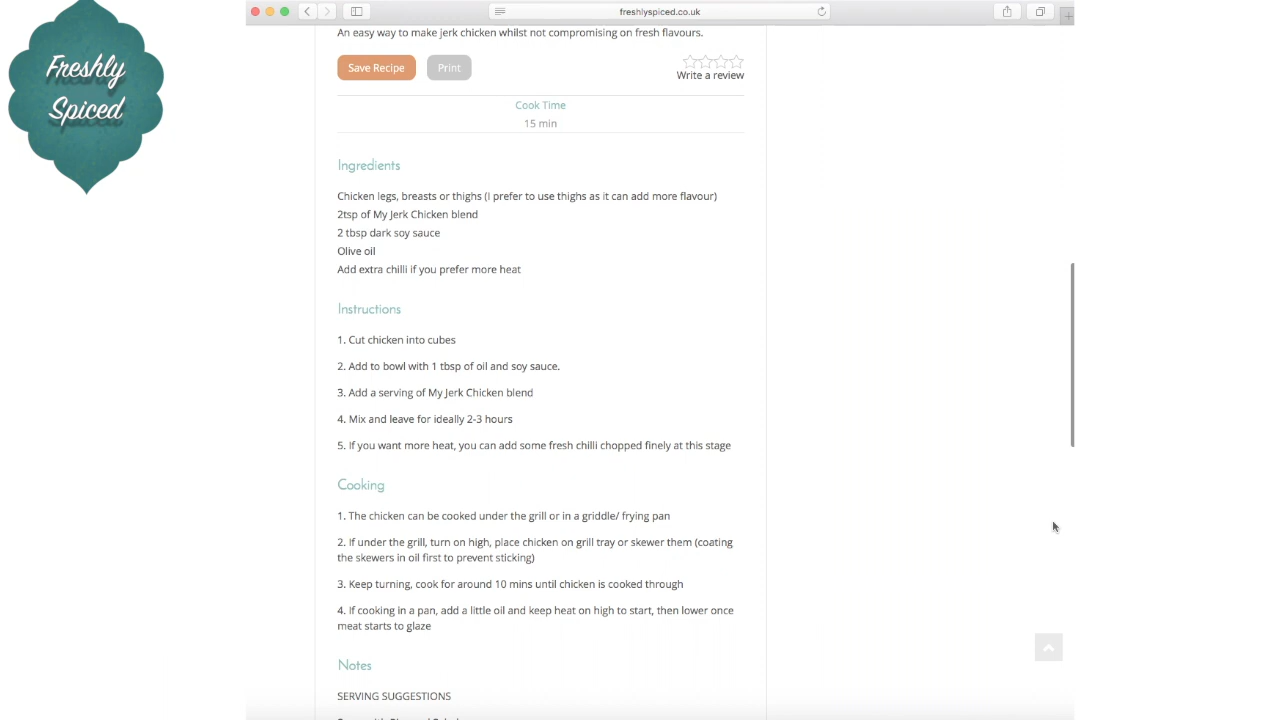 Freshly
Spiced
freshlyspiced.co.uk
An easy way to make jerk chicken whilst not compromising on fresh flavours.
Save Recipe
Print
Write a review
Cook Time
15 min
Ingredients
Chicken legs, breasts or thighs (I prefer to use thighs as it can add more flavour)
2tsp of My Jerk Chicken blend
2 tbsp dark soy sauce
Olive oil
Add extra chilli if you prefer more heat
Instructions
1. Cut chicken into cubes
2. Add to bowl with 1 tbsp of oil and soy sauce.
3. Add a serving of My Jerk Chicken blend
4. Mix and leave for ideally 2-3 hours
5. If you want more heat, you can add some fresh chilli chopped finely at this stage
Cooking
1. The chicken can be cooked under the grill or in a griddle/ frying pan
2. If under the grill, turn on high, place chicken on grill tray or skewer them (coating
the skewers in oil first to prevent sticking)
3. Keep turning, cook for around 10 mins until chicken is cooked through
4. If cooking in a pan, add a little oil and keep heat on high to start, then lower once
meat starts to glaze
Notes
SERVING SUGGESTIONS